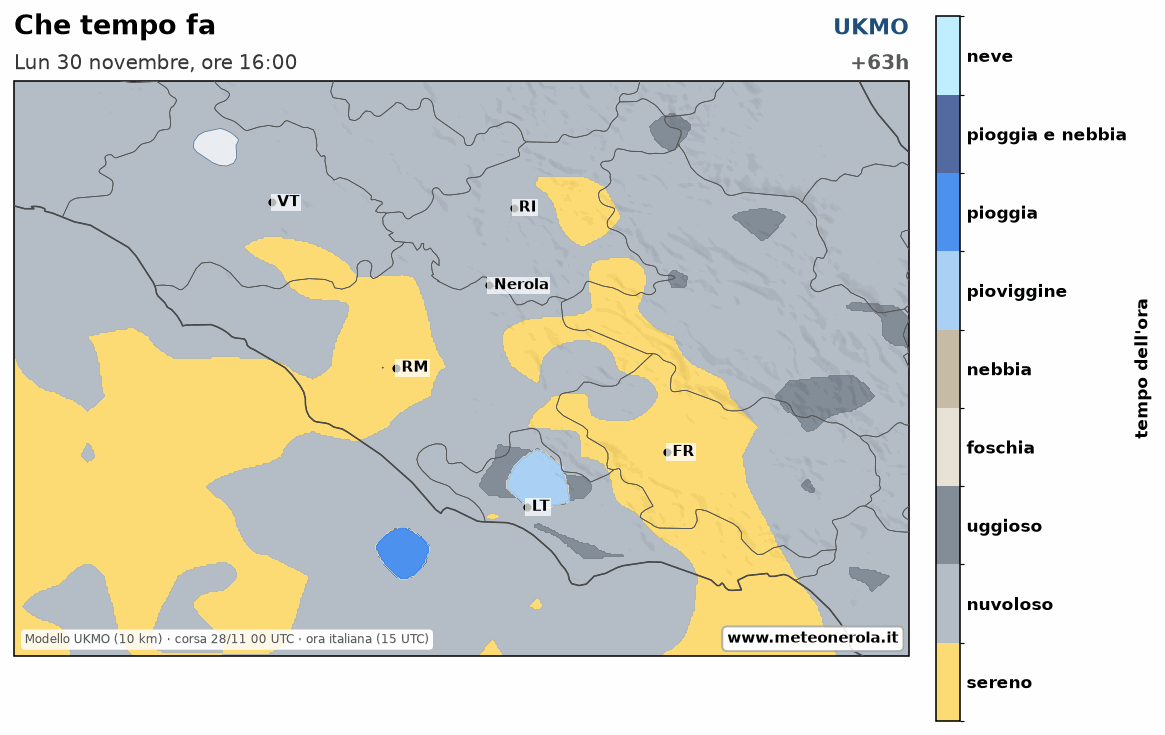 Che tempo fa
UKMO
Lun 30 novembre, ore 16:00
+63h
neve
pioggia e nebbia
pioggia
pioviggine
nebbia
foschia
uggioso
nuvoloso
sereno
tempo dell'ora
VT
RI
Nerola
RM
FR
LT
Modello UKMO (10 km) · corsa 28/11 00 UTC · ora italiana (15 UTC)
www.meteonerola.it